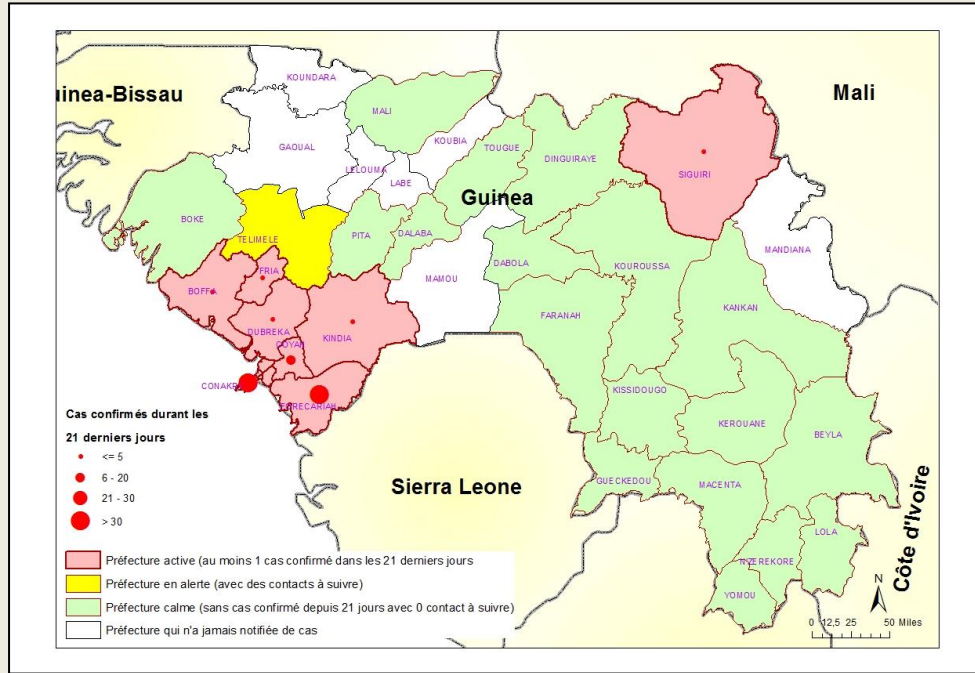 KOUNDARA
uinea-Bissau
Mali
MALI
GAOUAL
KOUBIA
TOUGUE
DINGUIRAYE
LELOUMA
LABE
SIGUIRI
Guinea
BOKE
TELIMELE
PITA
DALABA
MANDIANA
DABOLA
KOUROUSSA
FRIA
MAMOU
BOFFA
KANKAN
FARANAH
DUBREKA
KINDIA
COYAH
CONAKR
FORECARIAH
KISSIDOUGO
KEROUANE
BEYLA
Cas confirmés durant les
21 derniers jours
<= 5
6 - 20
21 - 30
> 30
Sierra Leone
GUECKEDOU
MACENTA
LOLA
N'ZEREKORE
YOMOU
Côte d'Ivoire
Préfecture active (au moins 1 cas confirmé dans les 21 derniers jours
Préfecture en alerte (avec des contacts à suivre)
Préfecture calme (sans cas confirmé depuis 21 jours avec 0 contact à suivre)
Préfecture qui n'a jamais notifiée de cas
N
0 12,5 25 50 Miles